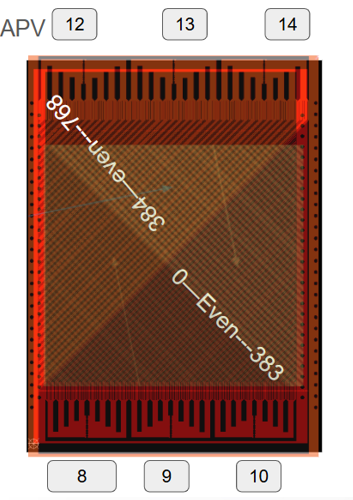 APV 12 13 14
384—even---768
0—Even---383
8 9 10